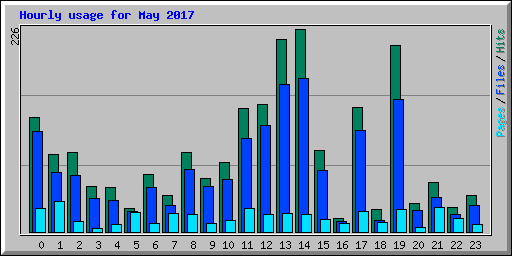 Hourly usage for May 2017
226
Pages/Files/Hits
0 1 2 3 4 5 6 7 8 9 10 11 12 13 14 15 16 17 18 19 20 21 22 23